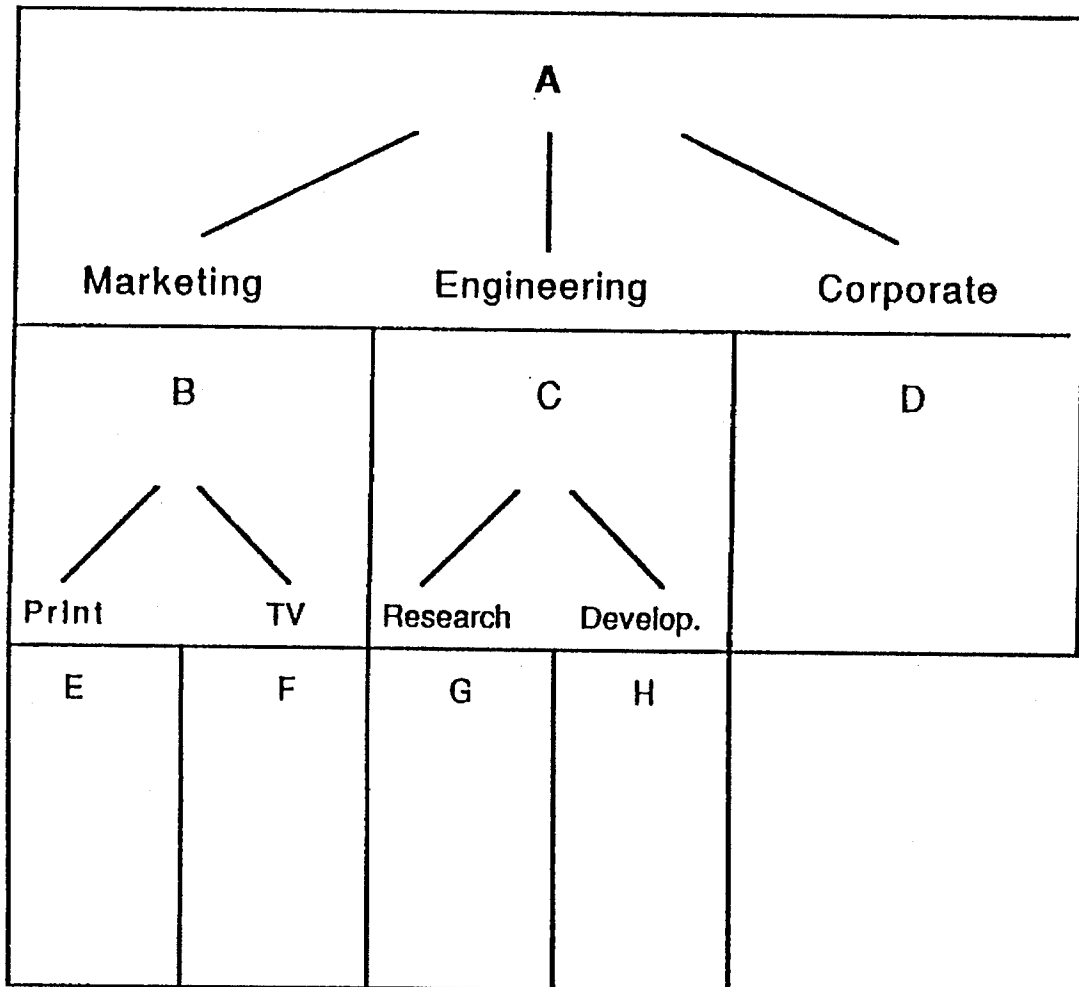 A
Marketing Engineering Corporate
B C D
Print TV Research Develop.
E F G H